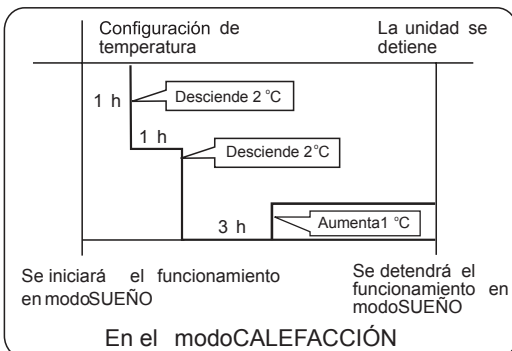 Configuración de
temperatura
La unidad se
detiene
1 h
Desciende 2 °C
1 h
Desciende 2°C
3 h
Aumenta1 °C
Se iniciará el funcionamiento
en modoSUEÑO
Se detendrá el
funcionamiento en
modoSUEÑO
En el modoCALEFACCIÓN